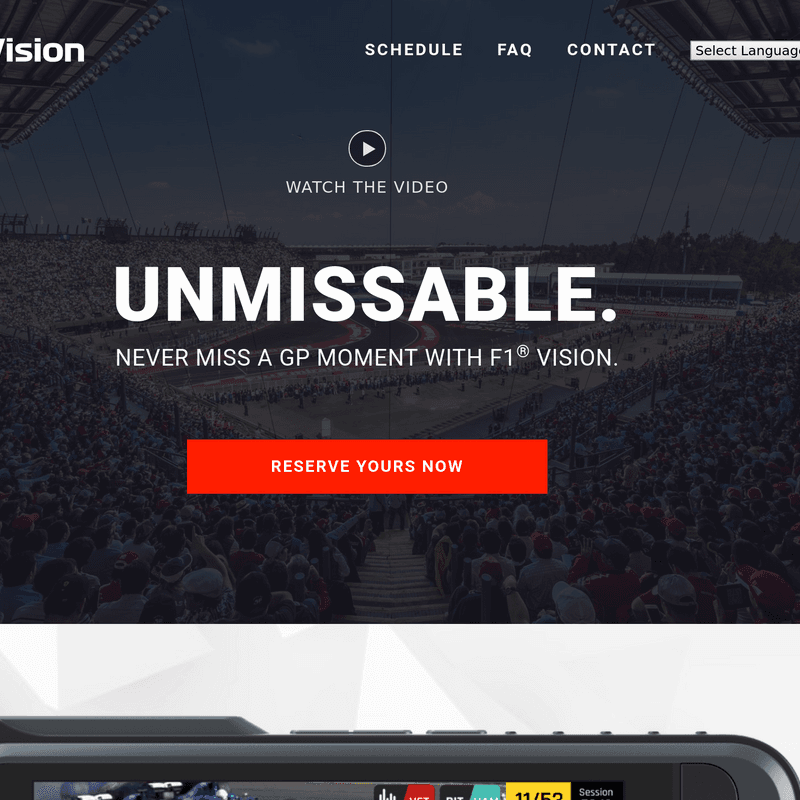 Vision
SCHEDULE FAQ CONTACT
Select Language
WATCH THE VIDEO
UNMISSABLE.
NEVER MISS A GP MOMENT WITH F1® VISION.
RESERVE YOURS NOW
VET PIT HAM 11/52 Session